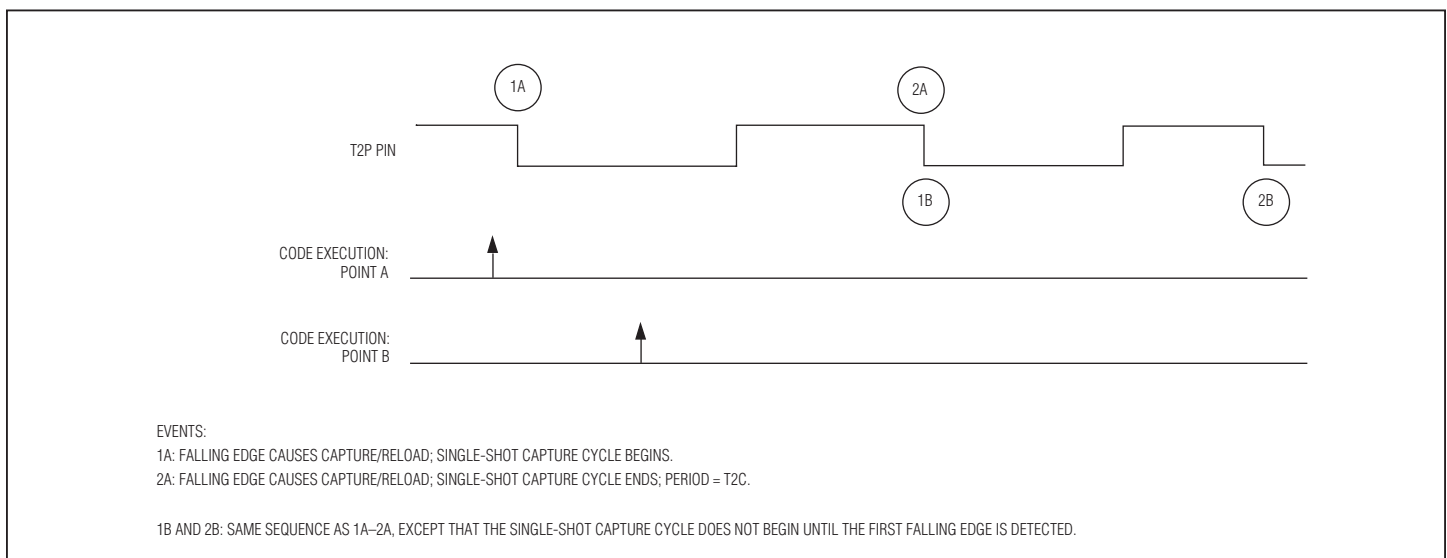 1A
2A
T2P PIN
1B
2B
CODE EXECUTION:
POINT A
CODE EXECUTION:
POINT B
EVENTS:
1A: FALLING EDGE CAUSES CAPTURE/RELOAD; SINGLE-SHOT CAPTURE CYCLE BEGINS.
2A: FALLING EDGE CAUSES CAPTURE/RELOAD; SINGLE-SHOT CAPTURE CYCLE ENDS; PERIOD = T2C.
1B AND 2B: SAME SEQUENCE AS 1A–2A, EXCEPT THAT THE SINGLE-SHOT CAPTURE CYCLE DOES NOT BEGIN UNTIL THE FIRST FALLING EDGE IS DETECTED.